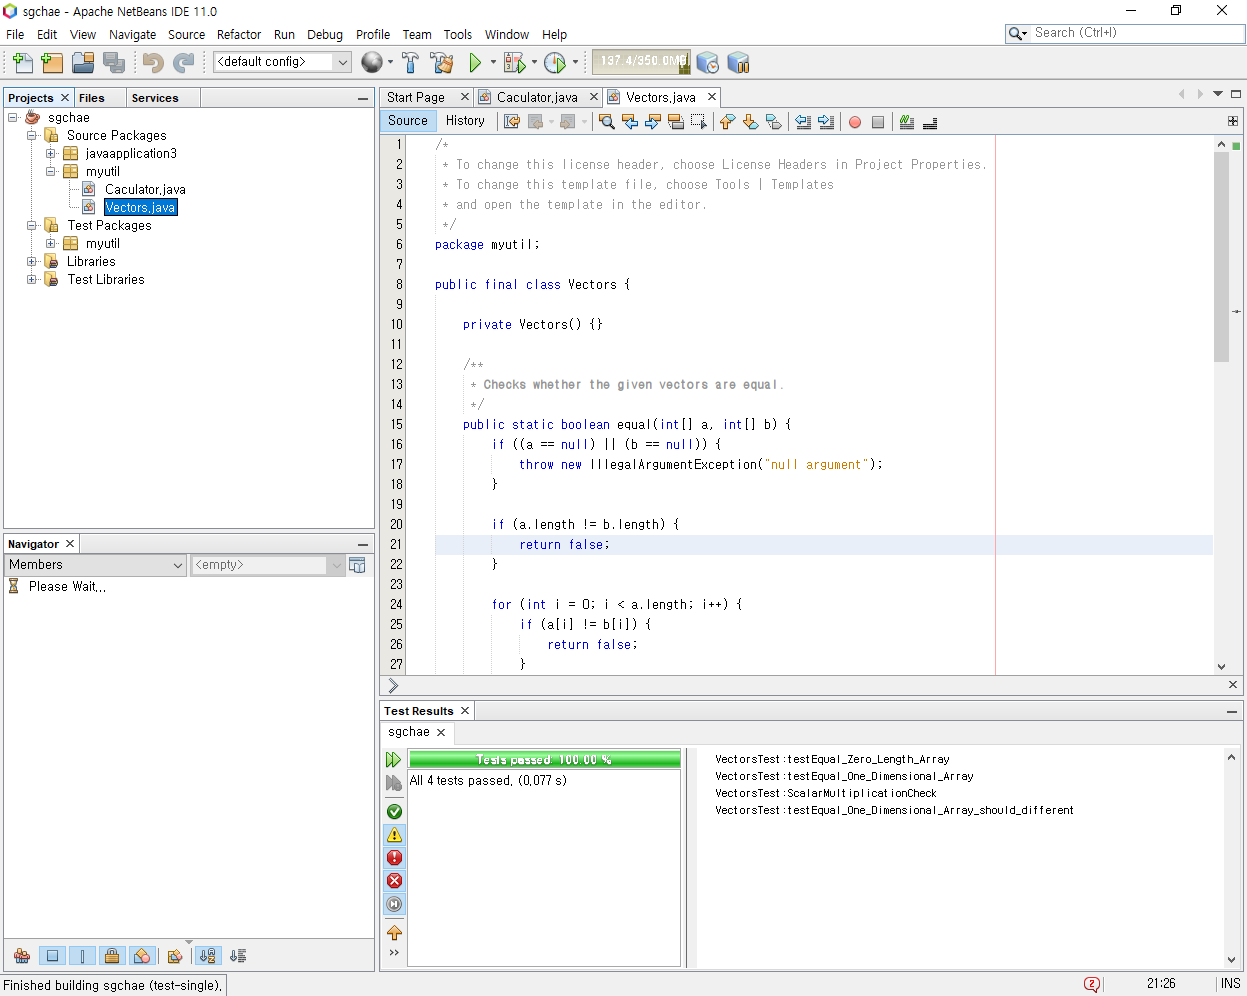 sgchae - Apache NetBeans IDE 11.0
File Edit View Navigate Source Refactor Run Debug Profile Team Tools Window Help
Search (Ctrl+I)
<default config>
137.4/350.0MB
Projects Files Services
sgchae
Source Packages
javaapplication3
myutil
Caculator.java
Vectors.java
Test Packages
myutil
Libraries
Test Libraries
Start Page Caculator.java Vectors.java
Source History
1 /*
2 * To change this license header, choose License Headers in Project Properties.
3 * To change this template file, choose Tools | Templates
4 * and open the template in the editor.
5 */
6 package myutil;
7
8 public final class Vectors {
9
10 private Vectors() {}
11
12 /**
13 * Checks whether the given vectors are equal.
14 */
15 public static boolean equal(int[] a, int[] b) {
16 if ((a == null) || (b == null)) {
17 throw new IllegalArgumentException("null argument");
18 }
19
20 if (a.length != b.length) {
21 return false;
22 }
23
24 for (int i = 0; i < a.length; i++) {
25 if (a[i] != b[i]) {
26 return false;
27 }
Navigator
Members <empty>
Please Wait...
Test Results
sgchae
Tests passed: 100.00 %
All 4 tests passed. (0.077 s)
VectorsTest:testEqual_Zero_Length_Array
VectorsTest:testEqual_One_Dimensional_Array
VectorsTest:ScalarMultiplicationCheck
VectorsTest:testEqual_One_Dimensional_Array_should_different
Finished building sgchae (test-single).
2
21:26 INS